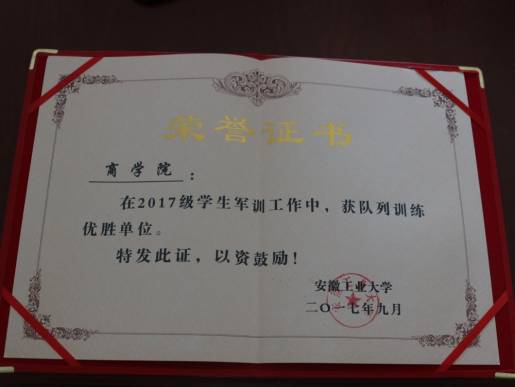 荣誉证书
商学院：
在2017级学生军训工作中，获队列训练
优胜单位。
特发此证，以资鼓励！
安徽工业大学
二〇一七年九月